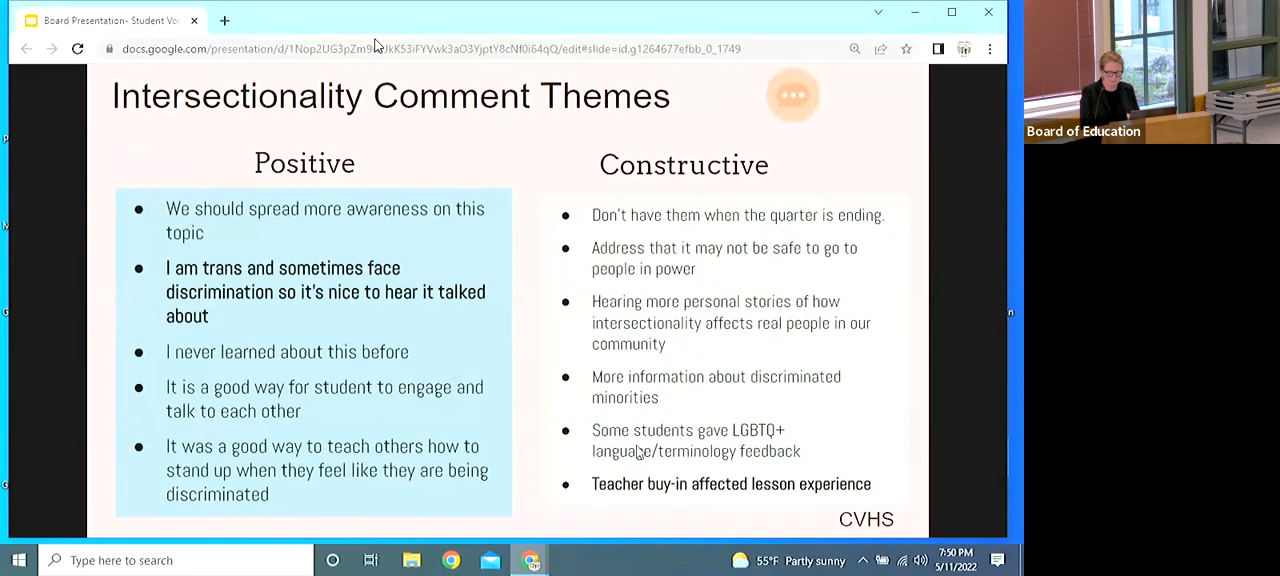 Board Presentation- Student Voi
Intersectionality Comment Themes
Positive
We should spread more awareness on this
topic
I am trans and sometimes face
discrimination so it's nice to hear it talked
about
I never learned about this before
It is a good way for student to engage and
talk to each other
It was a good way to teach others how to
stand up when they feel like they are being
discriminated
Constructive
Don't have them when the quarter is ending.
Address that it may not be safe to go to
people in power
Hearing more personal stories of how
intersectionality affects real people in our
community
More information about discriminated
minorities
Some students gave LGBTQ+
language/terminology feedback
Teacher buy-in affected lesson experience
CVHS
Board of Education
Type here to search
55°F Partly sunny
7:50 PM
5/11/2022